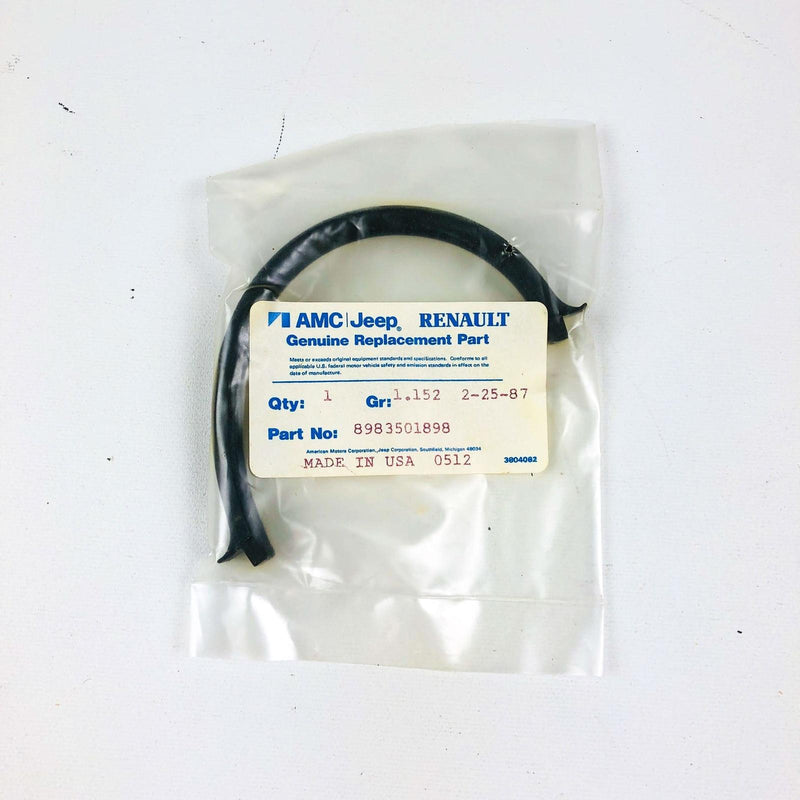 AMC|Jeep® RENAULT
Genuine Replacement Part
Meets or exceeds original equipment standards and specifications. Conforms to all
applicable U.S. federal motor vehicle safety and emission standards in effect on the
date of manufacture.
Qty: 1 Gr: 1.152 2-25-87
Part No: 8983501898
American Motors Corporation, Jeep Corporation, Southfield, Michigan 48034
MADE IN USA 0512 3804062